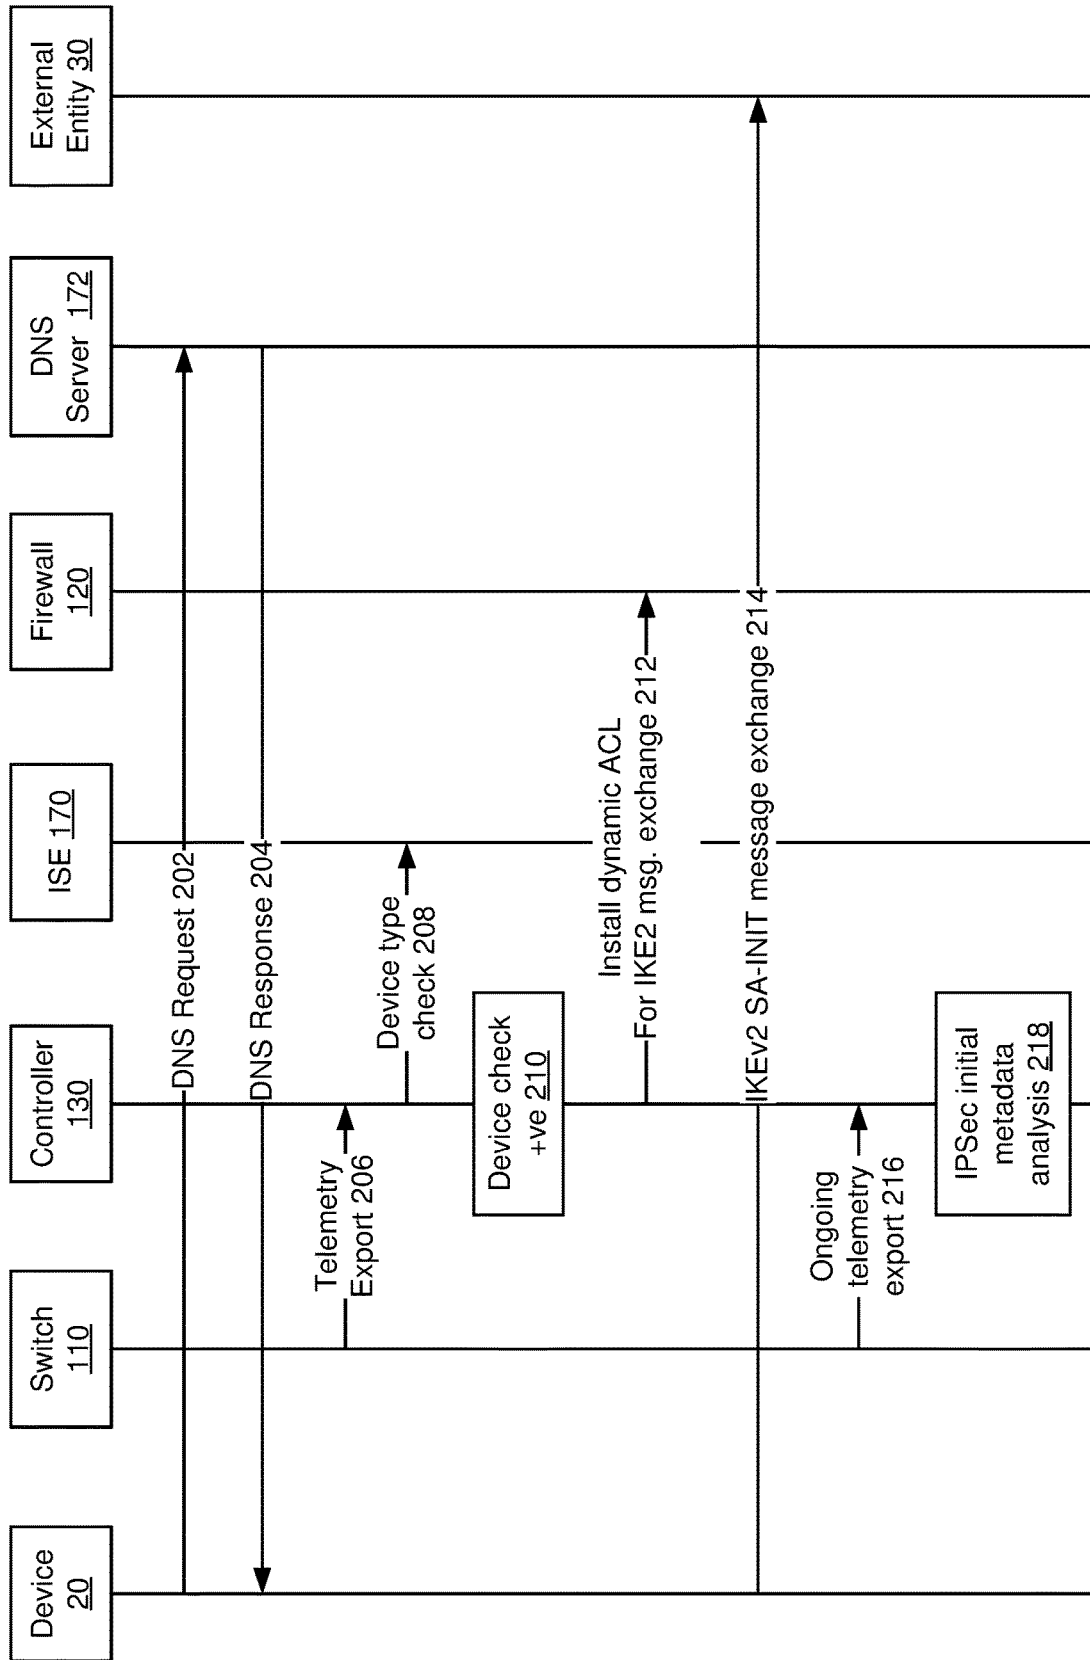 Device
20
Switch
110
Controller
130
ISE 170
Firewall
120
DNS
Server 172
External
Entity 30
DNS Request 202
DNS Response 204
Telemetry
Export 206
Device type
check 208
Device check
+ve 210
Install dynamic ACL
For IKE2 msg. exchange 212
IKEv2 SA-INIT message exchange 214
Ongoing
telemetry
export 216
IPSec initial
metadata
analysis 218